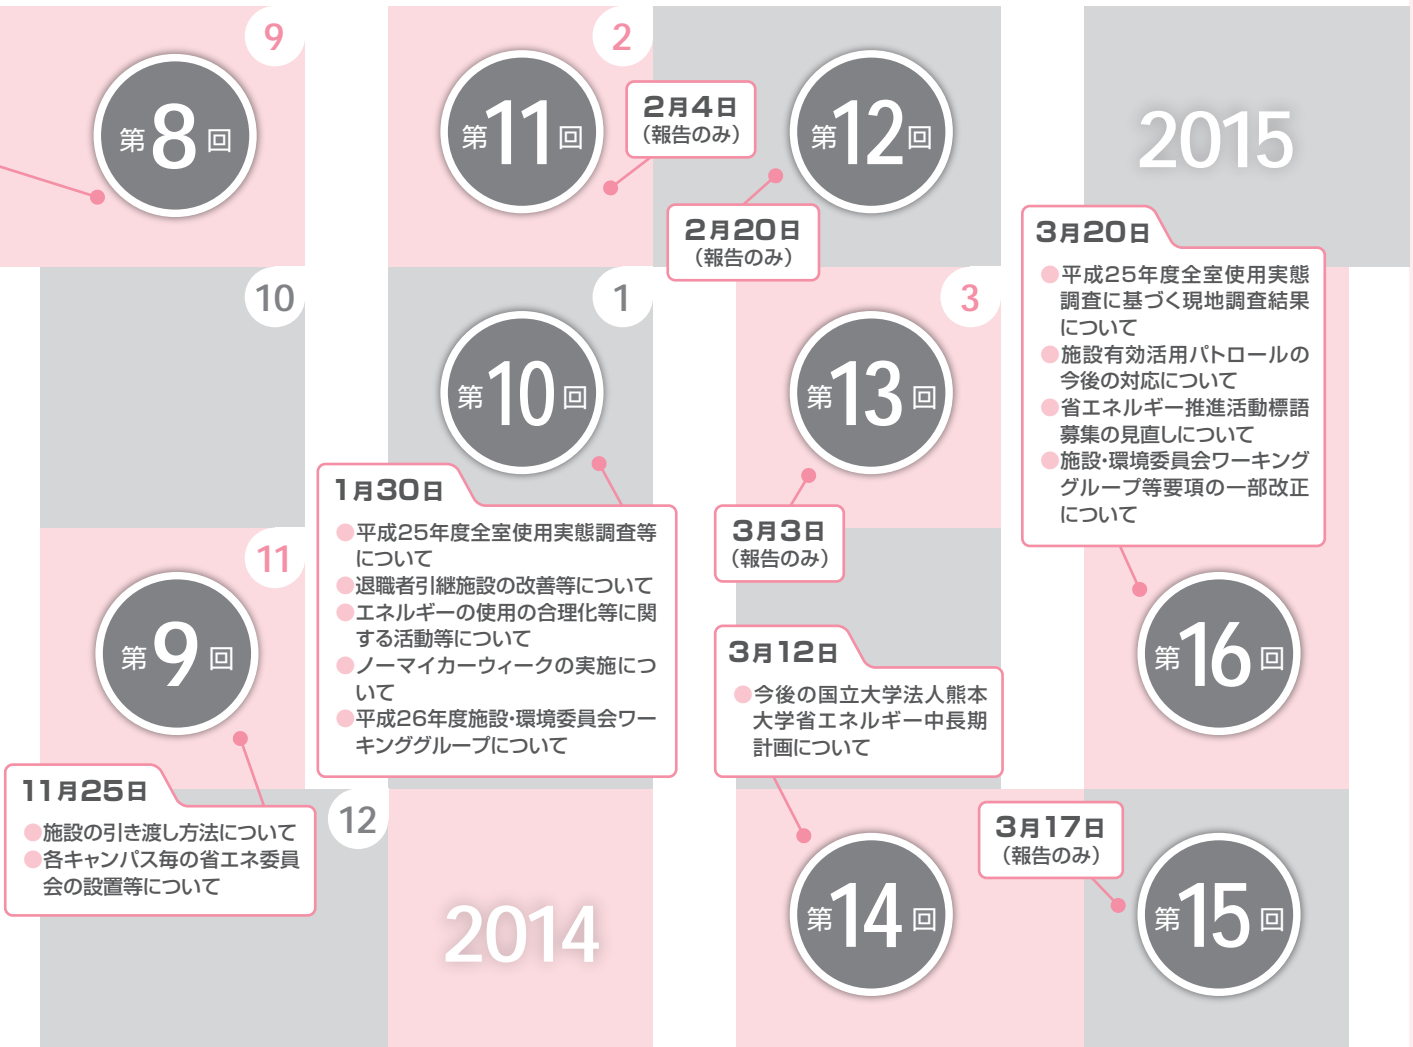 9
第8回
10
11
第9回
11月25日
●施設の引き渡し方法について
●各キャンパス毎の省エネ委員
会の設置等について
12
2014
1
第10回
1月30日
●平成25年度全室使用実態調査等
について
●退職者引継施設の改善等について
●エネルギーの使用の合理化等に関
する活動等について
●ノーマイカーウィークの実施につ
いて
●平成26年度施設・環境委員会ワー
キンググループについて
2
第11回
2月4日
（報告のみ）
第12回
2月20日
（報告のみ）
3
第13回
3月3日
（報告のみ）
3月12日
●今後の国立大学法人熊本
大学省エネルギー中長期
計画について
第14回
3月17日
（報告のみ）
第15回
第16回
3月20日
●平成25年度全室使用実態
調査に基づく現地調査結果
について
●施設有効活用パトロールの
今後の対応について
●省エネルギー推進活動標語
募集の見直しについて
●施設・環境委員会ワーキング
グループ等要項の一部改正
について
2015